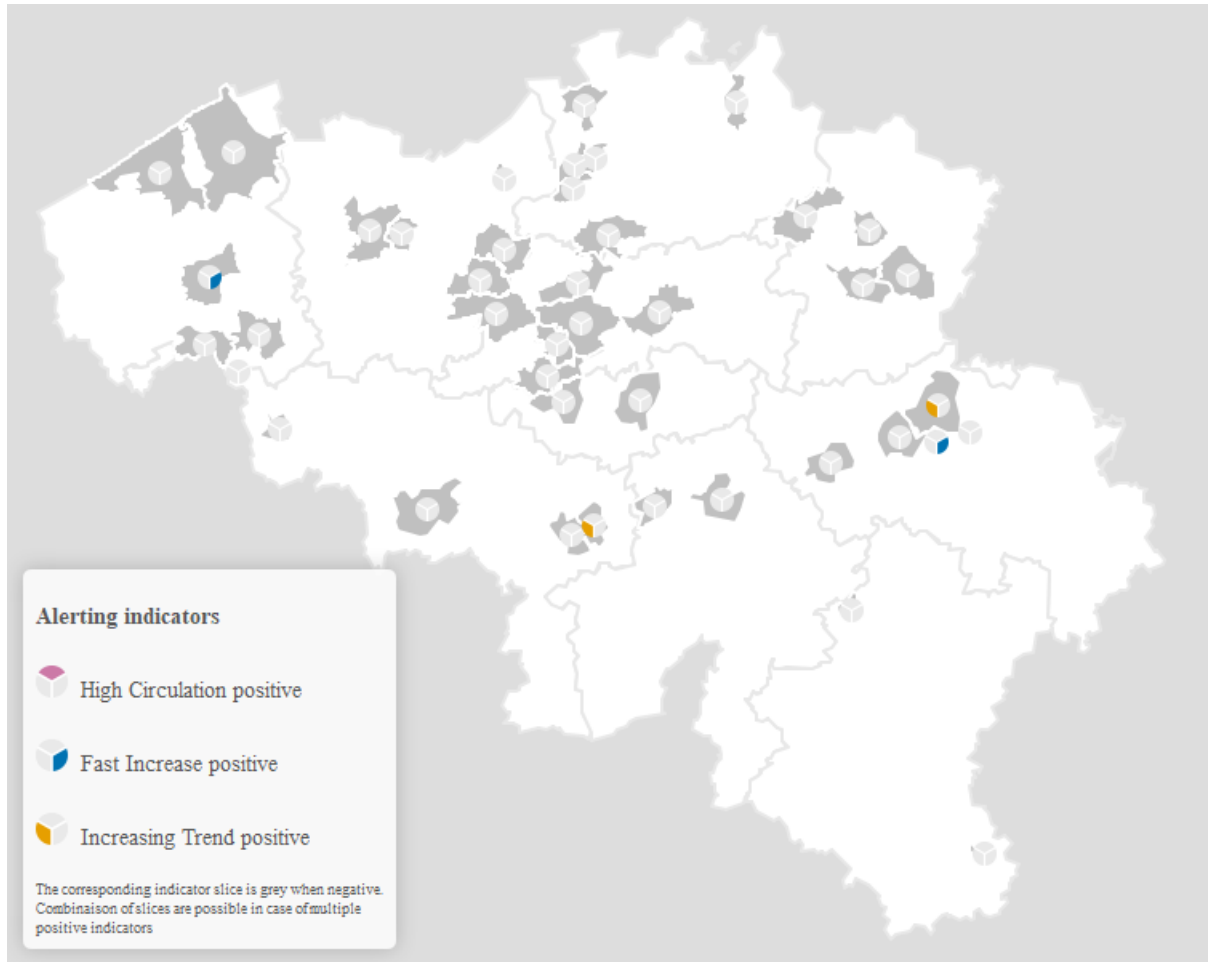 Alerting indicators
High Circulation positive
Fast Increase positive
Increasing Trend positive
The corresponding indicator slice is grey when negative.
Combinaison of slices are possible in case of multiple
positive indicators